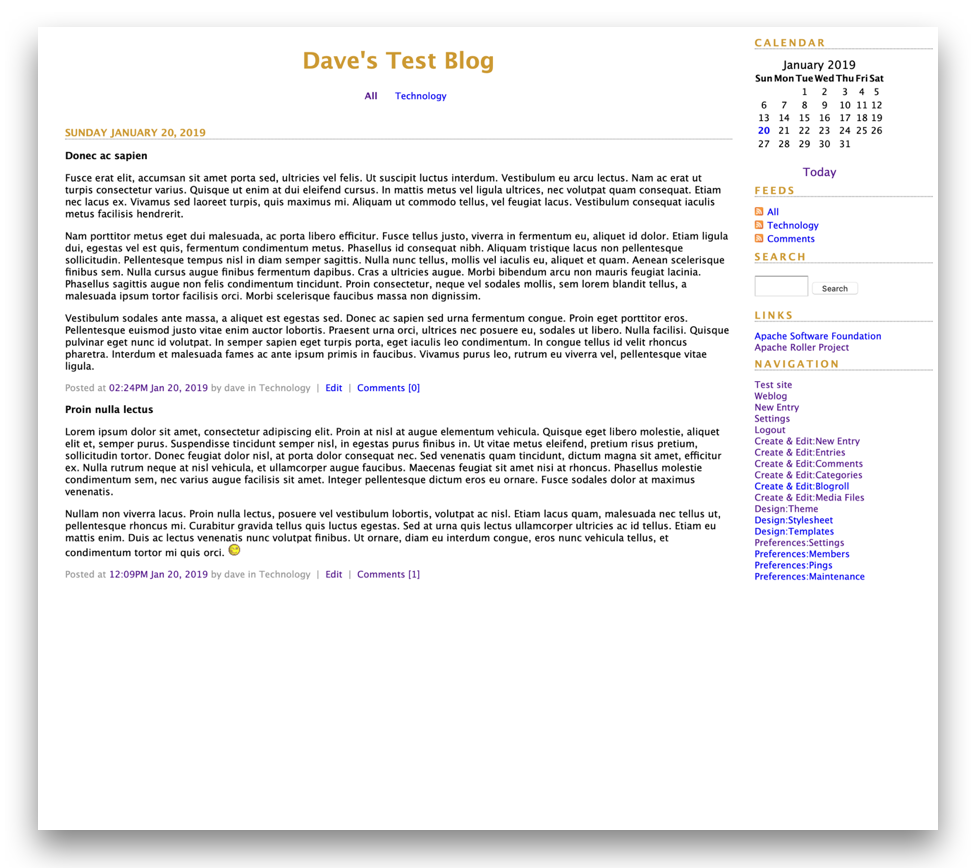 Dave's Test Blog
All Technology
SUNDAY JANUARY 20, 2019
Donec ac sapien
Fusce erat elit, accumsan sit amet porta sed, ultricies vel felis. Ut suscipit luctus interdum. Vestibulum eu arcu lectus. Nam ac erat ut
turpis consectetur varius. Quisque ut enim at dui eleifend cursus. In mattis metus vel ligula ultrices, nec volutpat quam consequat. Etiam
nec lacus ex. Vivamus sed laoreet turpis, quis maximus mi. Aliquam ut commodo tellus, vel feugiat lacus. Vestibulum consequat iaculis
metus facilisis hendrerit.
Nam porttitor metus eget dui malesuada, ac porta libero efficitur. Fusce tellus justo, viverra in fermentum eu, aliquet id dolor. Etiam ligula
dui, egestas vel est quis, fermentum condimentum metus. Phasellus id consequat nibh. Aliquam tristique lacus non pellentesque
sollicitudin. Pellentesque tempus nisl in diam semper sagittis. Nulla nunc tellus, mollis vel iaculis eu, aliquet et quam. Aenean scelerisque
finibus sem. Nulla cursus augue finibus fermentum dapibus. Cras a ultricies augue. Morbi bibendum arcu non mauris feugiat lacinia.
Phasellus sagittis augue non felis condimentum tincidunt. Proin consectetur, neque vel sodales mollis, sem lorem blandit tellus, a
malesuada ipsum tortor facilisis orci. Morbi scelerisque faucibus massa non dignissim.
Vestibulum sodales ante massa, a aliquet est egestas sed. Donec ac sapien sed urna fermentum congue. Proin eget porttitor eros.
Pellentesque euismod justo vitae enim auctor lobortis. Praesent urna orci, ultrices nec posuere eu, sodales ut libero. Nulla facilisi. Quisque
pulvinar eget nunc id volutpat. In semper sapien eget turpis porta, eget iaculis leo condimentum. In congue tellus id velit rhoncus
pharetra. Interdum et malesuada fames ac ante ipsum primis in faucibus. Vivamus purus leo, rutrum eu viverra vel, pellentesque vitae
ligula.
Posted at 02:24PM Jan 20, 2019 by dave in Technology | Edit | Comments [0]
Proin nulla lectus
Lorem ipsum dolor sit amet, consectetur adipiscing elit. Proin at nisl at augue elementum vehicula. Quisque eget libero molestie, aliquet
elit et, semper purus. Suspendisse tincidunt semper nisl, in egestas purus finibus in. Ut vitae metus eleifend, pretium risus pretium,
sollicitudin tortor. Donec feugiat dolor nisl, at porta dolor consequat nec. Sed venenatis quam tincidunt, dictum magna sit amet, efficitur
ex. Nulla rutrum neque at nisl vehicula, et ullamcorper augue faucibus. Maecenas feugiat sit amet nisi at rhoncus. Phasellus molestie
condimentum sem, nec varius augue facilisis sit amet. Integer pellentesque dictum eros eu ornare. Fusce sodales dolor at maximus
venenatis.
Nullam non viverra lacus. Proin nulla lectus, posuere vel vestibulum lobortis, volutpat ac nisl. Etiam lacus quam, malesuada nec tellus ut,
pellentesque rhoncus mi. Curabitur gravida tellus quis luctus egestas. Sed at urna quis lectus ullamcorper ultricies ac id tellus. Etiam eu
mattis enim. Duis ac lectus venenatis nunc volutpat finibus. Ut ornare, diam eu interdum congue, eros nunc vehicula tellus, et
condimentum tortor mi quis orci.
Posted at 12:09PM Jan 20, 2019 by dave in Technology | Edit | Comments [1]
CALENDAR
January 2019
Sun Mon Tue Wed Thu Fri Sat
1 2 3 4 5
6 7 8 9 10 11 12
13 14 15 16 17 18 19
20 21 22 23 24 25 26
27 28 29 30 31
Today
FEEDS
All
Technology
Comments
SEARCH
Search
LINKS
Apache Software Foundation
Apache Roller Project
NAVIGATION
Test site
Weblog
New Entry
Settings
Logout
Create & Edit:New Entry
Create & Edit:Entries
Create & Edit:Comments
Create & Edit:Categories
Create & Edit:Blogroll
Create & Edit:Media Files
Design:Theme
Design:Stylesheet
Design:Templates
Preferences:Settings
Preferences:Members
Preferences:Pings
Preferences:Maintenance